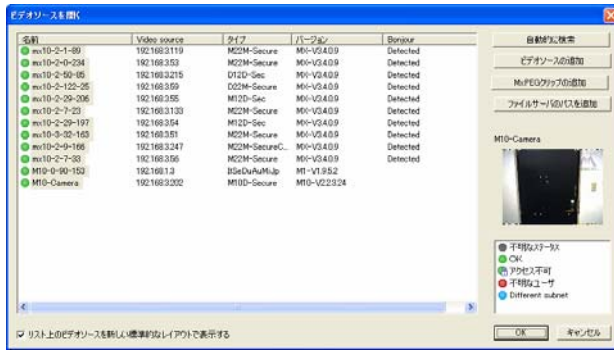 ビデオソースを開く
名前 Video source タイプ バージョン Bonjour
mx10-2-1-89 192.168.3.119 M22M-Secure MX-V3.4.0.9 Detected
mx10-2-0-234 192.168.3.53 M22M-Secure MX-V3.4.0.9 Detected
mx10-2-50-85 192.168.3.215 D12D-Sec MX-V3.4.0.9 Detected
mx10-2-122-25 192.168.3.59 D22M-Secure MX-V3.4.0.9 Detected
mx10-2-29-206 192.168.3.55 M12D-Sec MX-V3.4.0.9 Detected
mx10-2-7-23 192.168.3.133 M22M-Secure MX-V3.4.0.9 Detected
mx10-2-29-197 192.168.3.54 M12D-Sec MX-V3.4.0.9 Detected
mx10-3-32-163 192.168.3.51 M22M-Secure MX-V3.4.0.9 Detected
mx10-2-9-166 192.168.3.247 M22M-SecureC... MX-V3.4.0.9 Detected
mx10-2-7-33 192.168.3.56 M22M-Secure MX-V3.4.0.9 Detected
M10-0-90-153 192.168.1.3 BSeDuAuMiJp M1-V1.9.5.2
M10-Camera 192.168.3.202 M10D-Secure M10-V2.2.3.24
自動的に検索
ビデオソースの追加
MxPEGクリップの追加
ファイルサーバのパスを追加
M10-Camera
不明なステータス
OK
アクセス不可
不明なユーザ
Different subnet
リスト上のビデオソースを新しい標準的なレイアウトで表示する
OK
キャンセル